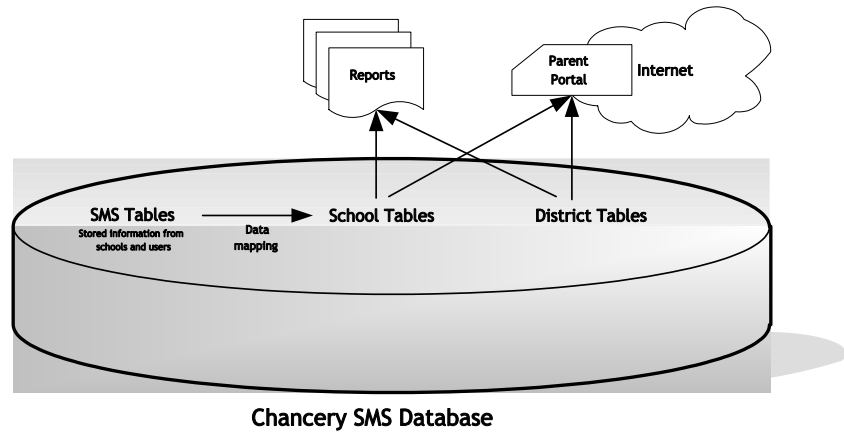 Reports
Parent
Portal
Internet
SMS Tables
Stored information from
schools and users
Data
mapping
School Tables
District Tables
Chancery SMS Database